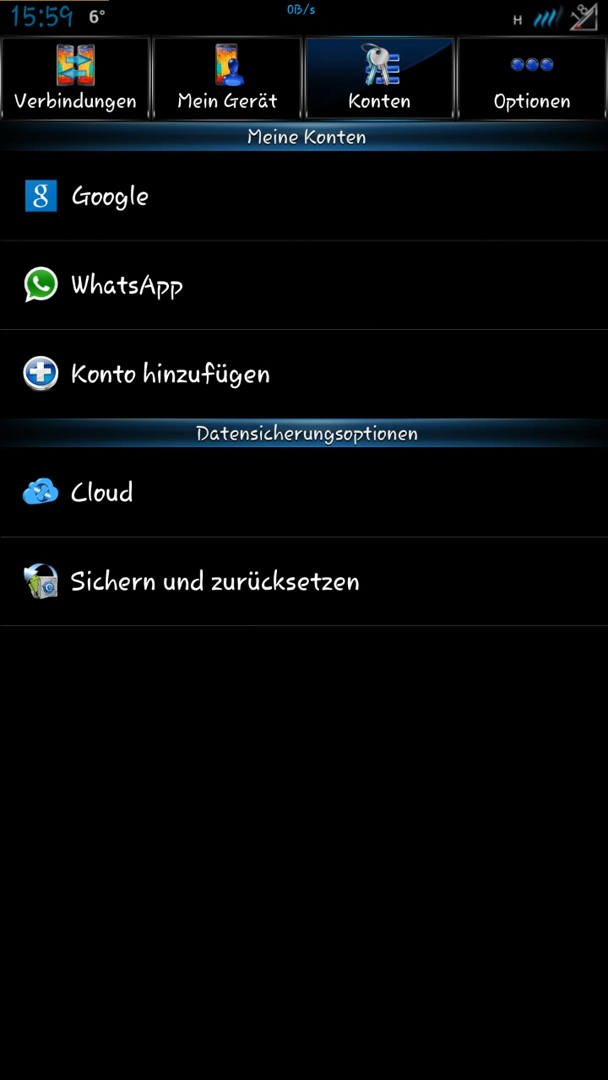 15:59 6° 0B/s H
Verbindungen Mein Gerät Konten Optionen
Meine Konten
Google
WhatsApp
Konto hinzufügen
Datensicherungsoptionen
Cloud
Sichern und zurücksetzen